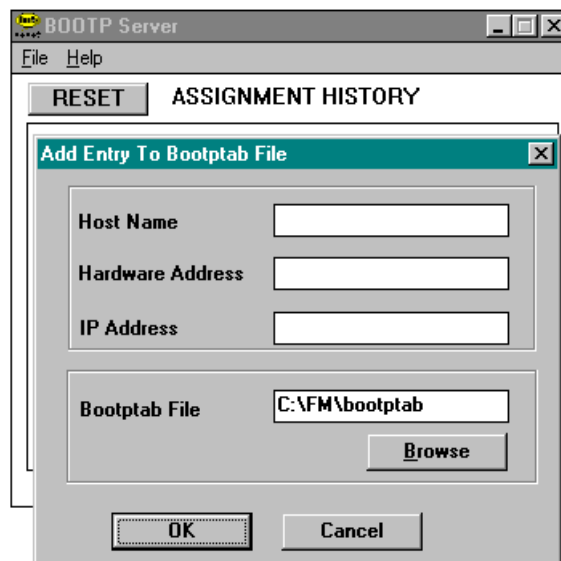 BOOTP Server
File Help
RESET ASSIGNMENT HISTORY
Add Entry To Bootptab File
Host Name
Hardware Address
IP Address
Bootptab File C:\FM\bootptab
Browse
OK Cancel